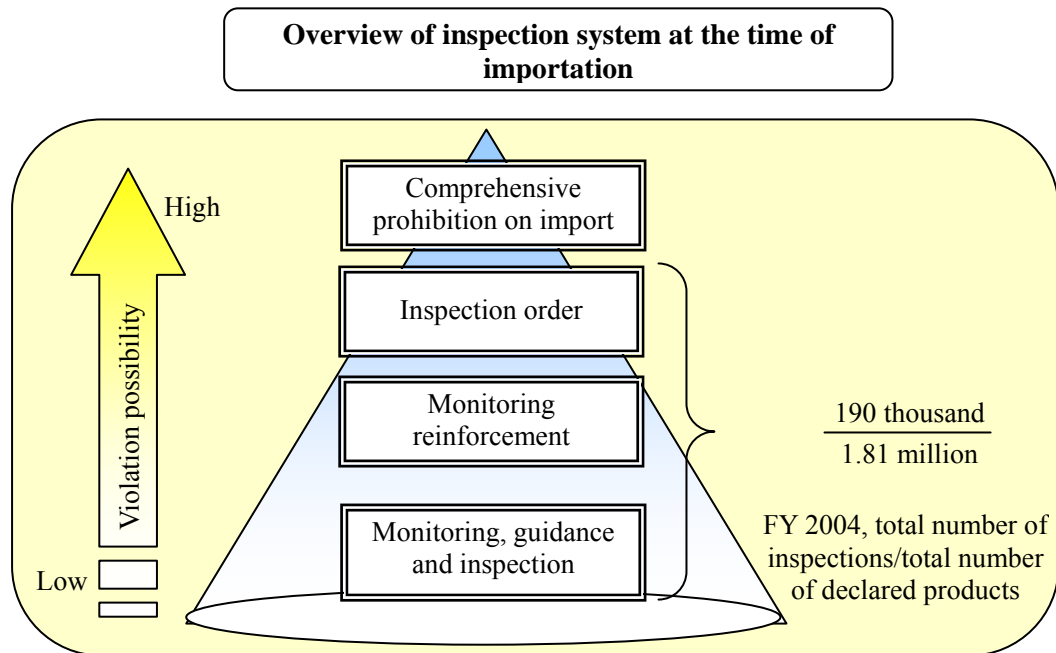 Overview of inspection system at the time of
importation
High
Violation possibility
Low
Comprehensive
prohibition on import
Inspection order
Monitoring
reinforcement
Monitoring, guidance
and inspection
190 thousand
1.81 million
FY 2004, total number of
inspections/total number
of declared products